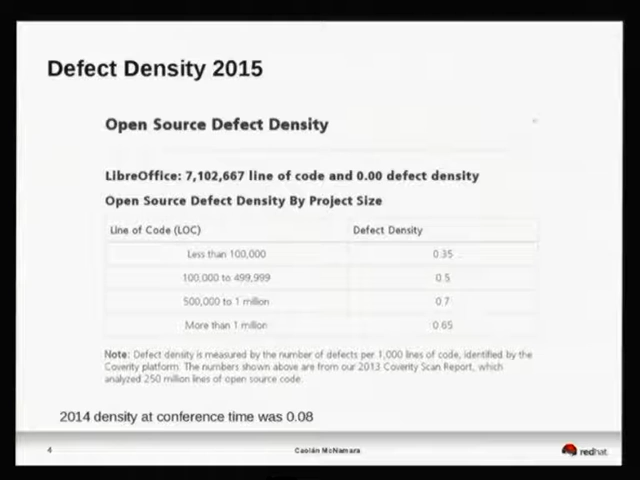 Defect Density 2015
Open Source Defect Density
LibreOffice: 7,102,667 line of code and 0.00 defect density
Open Source Defect Density By Project Size
Line of Code (LOC) Defect Density
Less than 100,000 0.35
100,000 to 499,999 0.5
500,000 to 1 million 0.7
More than 1 million 0.65
Note: Defect density is measured by the number of defects per 1,000 lines of code, identified by the
Coverity platform. The numbers shown above are from our 2013 Coverity Scan Report, which
analyzed 250 million lines of open source code.
2014 density at conference time was 0.08
4 Caolán McNamara redhat.